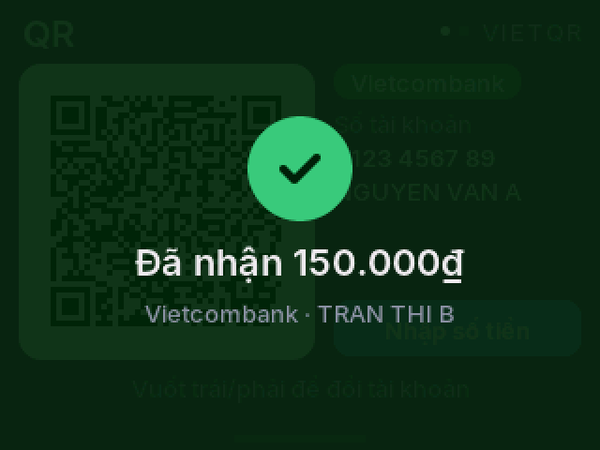 QR
VIETQR
Vietcombank
Số tài khoản
123 4567 89
GUYEN VAN A
Đã nhận 150.000₫
Vietcombank · TRAN THI B
Nhập số tiền
Vuốt trái/phải để đổi tài khoản